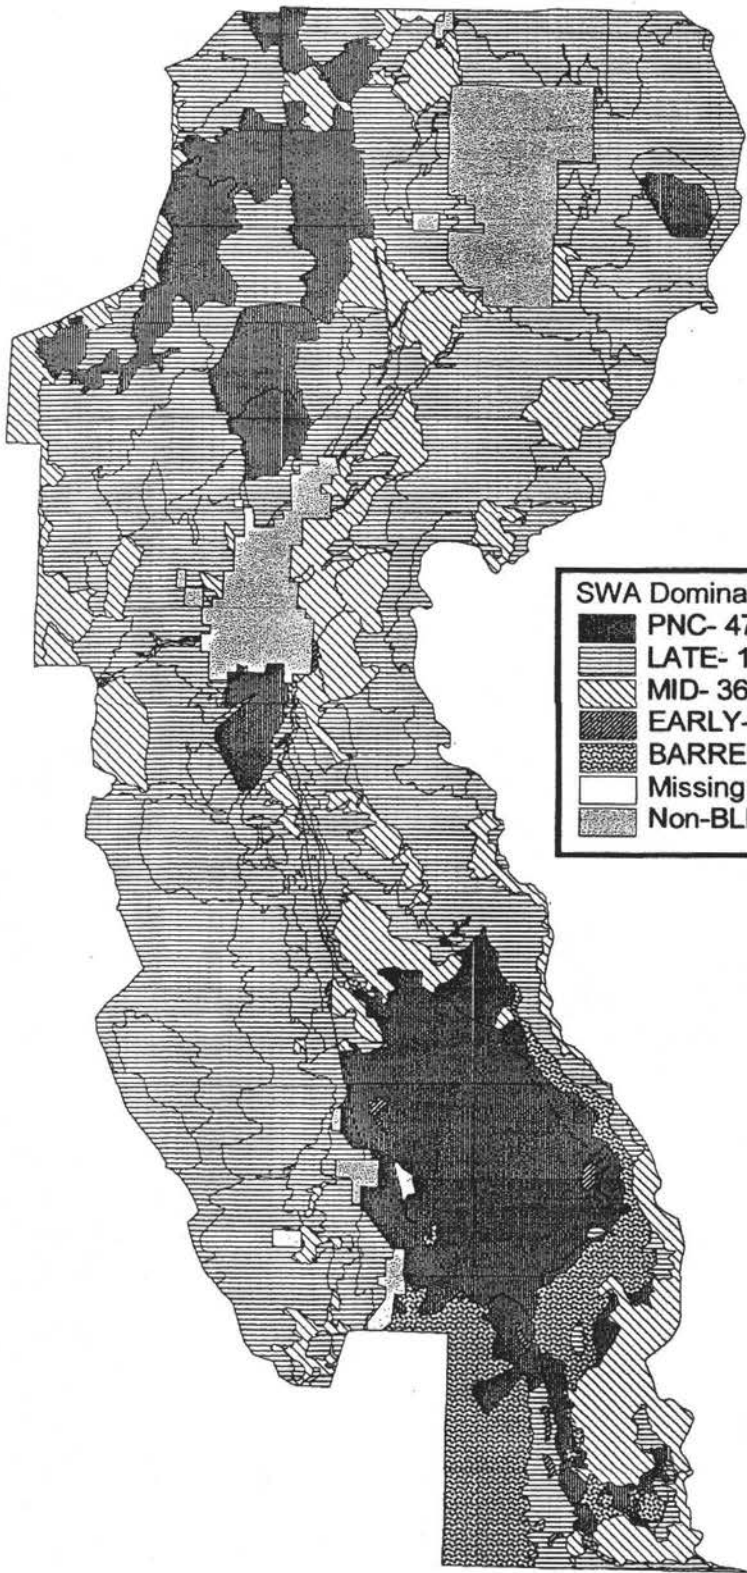 SWA Domina
PNC- 47
LATE- 1
MID- 36
EARLY-
BARRE
Missing
Non-BL